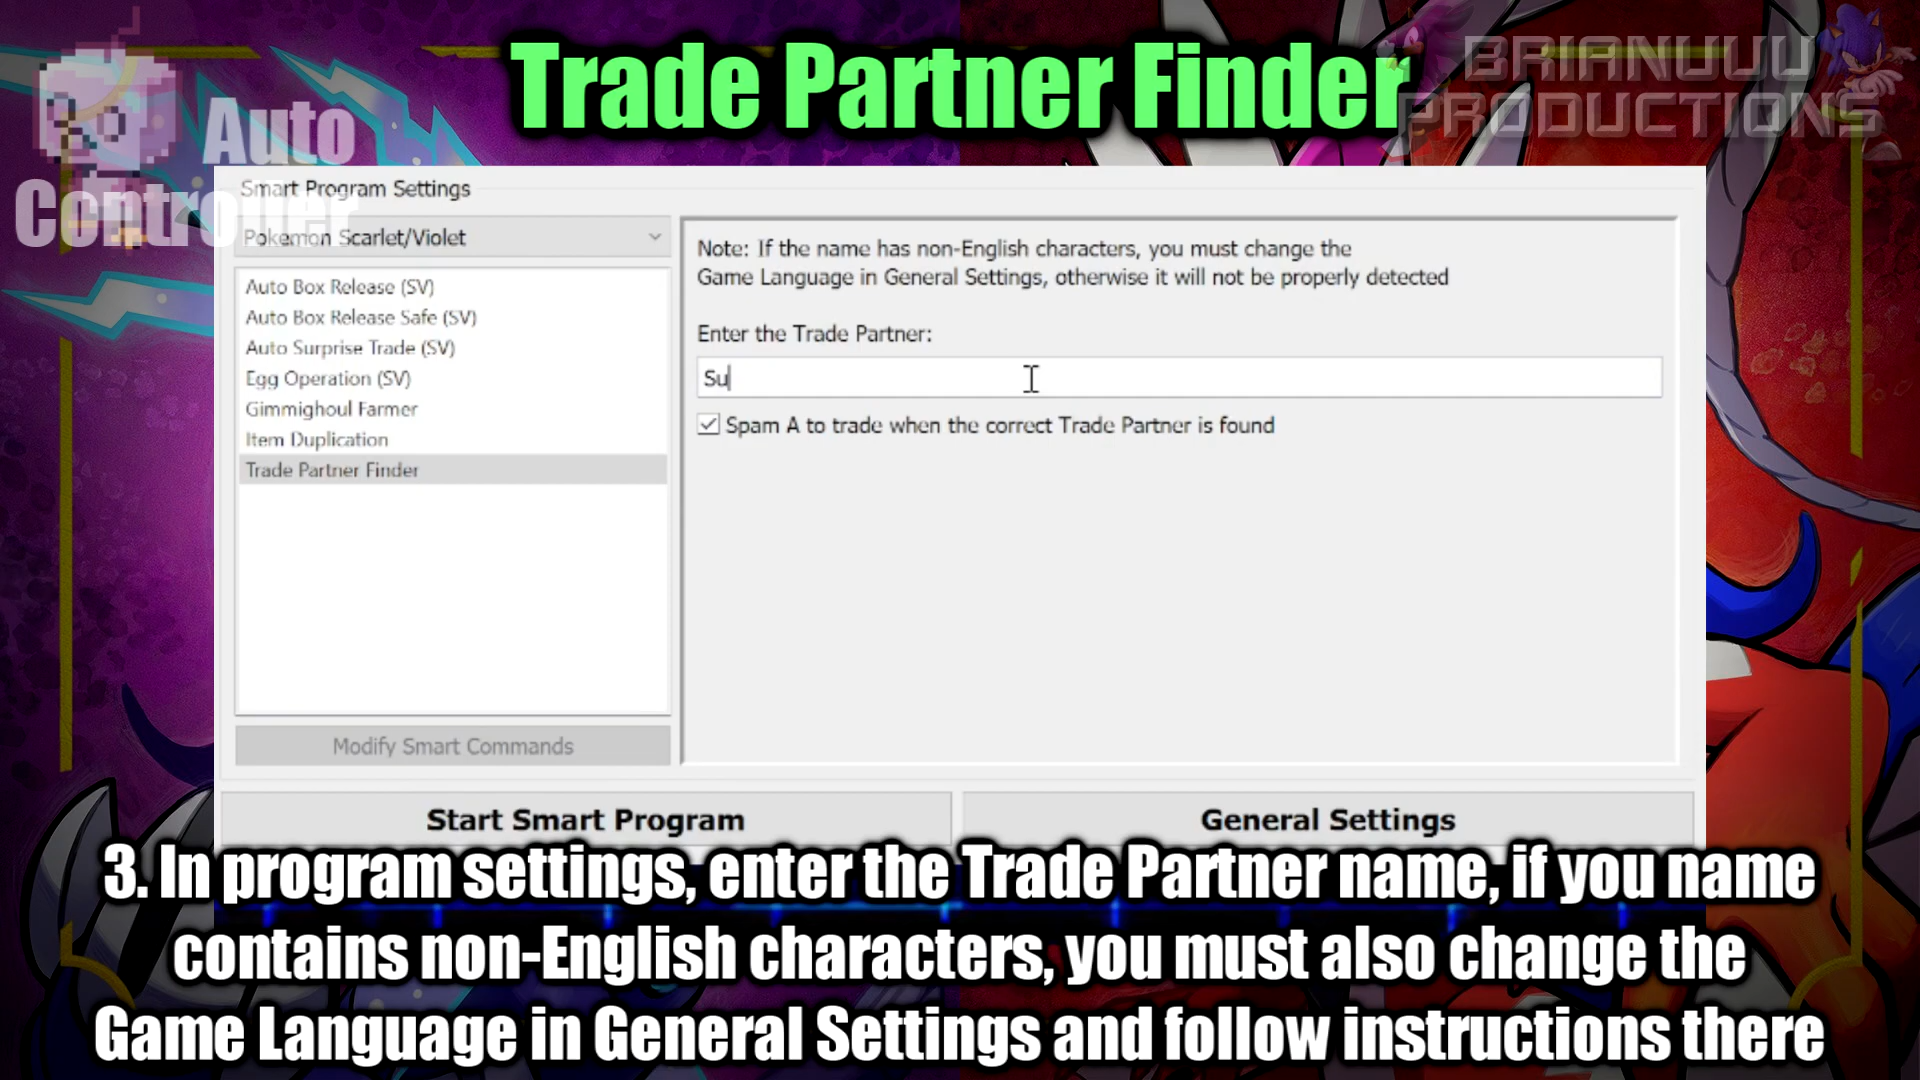 Trade Partner Finder
BRIANUUU
PRODUCTIONS
Auto
Controller
Smart Program Settings
Pokemon Scarlet/Violet
Auto Box Release (SV)
Auto Box Release Safe (SV)
Auto Surprise Trade (SV)
Egg Operation (SV)
Gimmighoul Farmer
Item Duplication
Trade Partner Finder
Modify Smart Commands
Note: If the name has non-English characters, you must change the
Game Language in General Settings, otherwise it will not be properly detected
Enter the Trade Partner:
Su
Spam A to trade when the correct Trade Partner is found
Start Smart Program
General Settings
3. In program settings, enter the Trade Partner name, if you name
contains non-English characters, you must also change the
Game Language in General Settings and follow instructions there